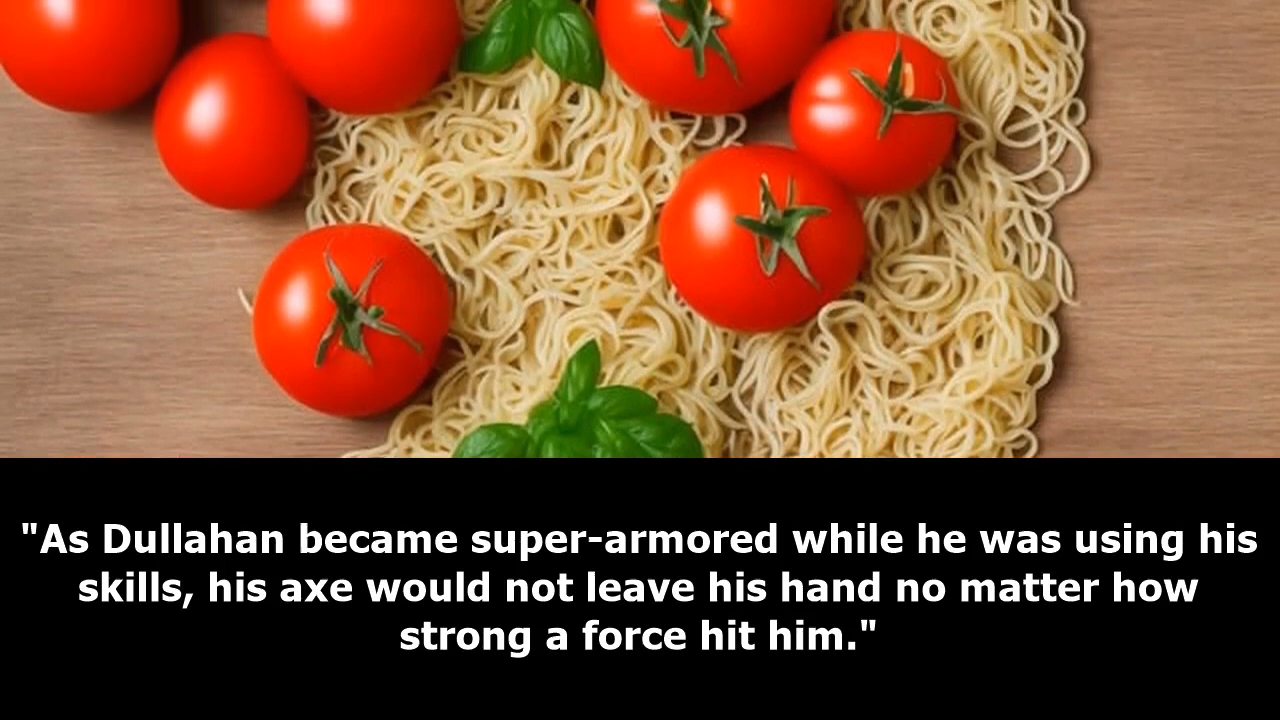 "As Dullahan became super-armored while he was using his
skills, his axe would not leave his hand no matter how
strong a force hit him."